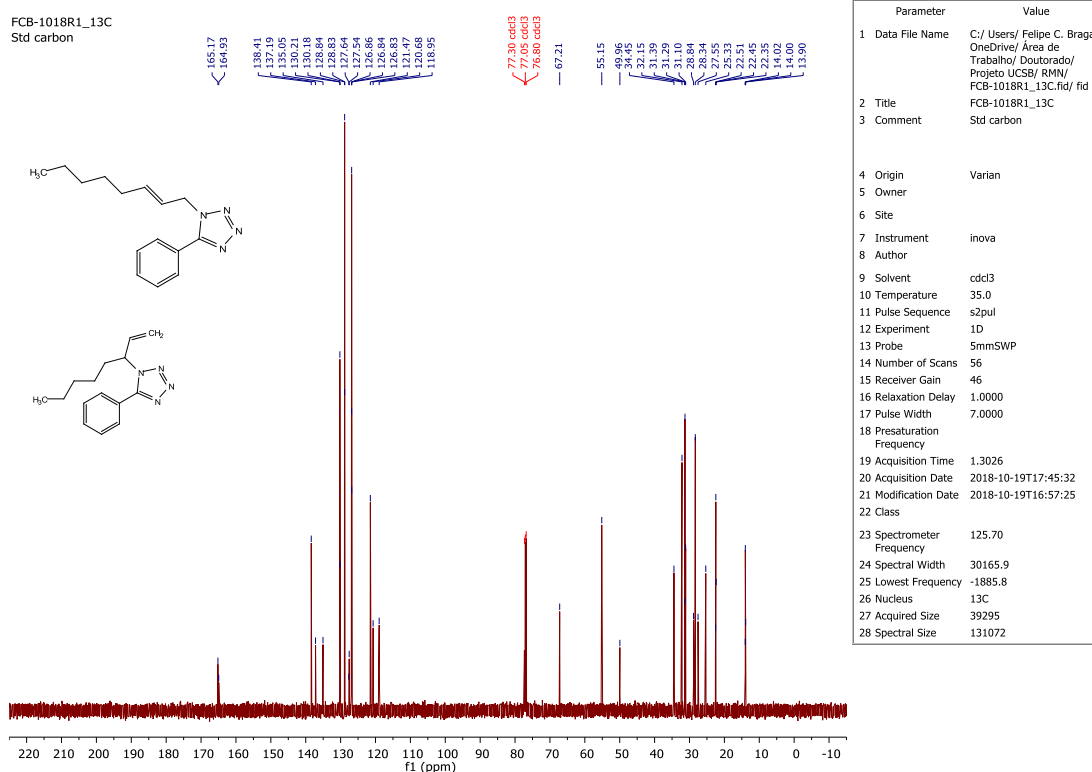 FCB-1018R1_13C
Std carbon
165.17
164.93
138.41
137.19
135.05
130.21
130.18
128.84
128.83
127.64
127.54
126.86
126.84
126.83
121.47
120.68
118.95
77.30 cdcl3
77.05 cdcl3
76.80 cdcl3
67.21
55.15
49.96
34.45
32.15
31.39
31.29
31.10
28.84
28.34
27.55
25.33
22.51
22.45
22.35
14.02
14.00
13.90
H3C
N
N
N
N
CH2
H3C
N
N
N
N
220 210 200 190 180 170 160 150 140 130 120 110 100 90 80 70 60 50 40 30 20 10 0 -10
f1 (ppm)
Parameter Value
1 Data File Name C:/ Users/ Felipe C. Braga
OneDrive/ Área de
Trabalho/ Doutorado/
Projeto UCSB/ RMN/
FCB-1018R1_13C.fid/ fid
2 Title FCB-1018R1_13C
3 Comment Std carbon
4 Origin Varian
5 Owner
6 Site
7 Instrument inova
8 Author
9 Solvent cdcl3
10 Temperature 35.0
11 Pulse Sequence s2pul
12 Experiment 1D
13 Probe 5mmSWP
14 Number of Scans 56
15 Receiver Gain 46
16 Relaxation Delay 1.0000
17 Pulse Width 7.0000
18 Presaturation
Frequency
19 Acquisition Time 1.3026
20 Acquisition Date 2018-10-19T17:45:32
21 Modification Date 2018-10-19T16:57:25
22 Class
23 Spectrometer 125.70
Frequency
24 Spectral Width 30165.9
25 Lowest Frequency -1885.8
26 Nucleus 13C
27 Acquired Size 39295
28 Spectral Size 131072